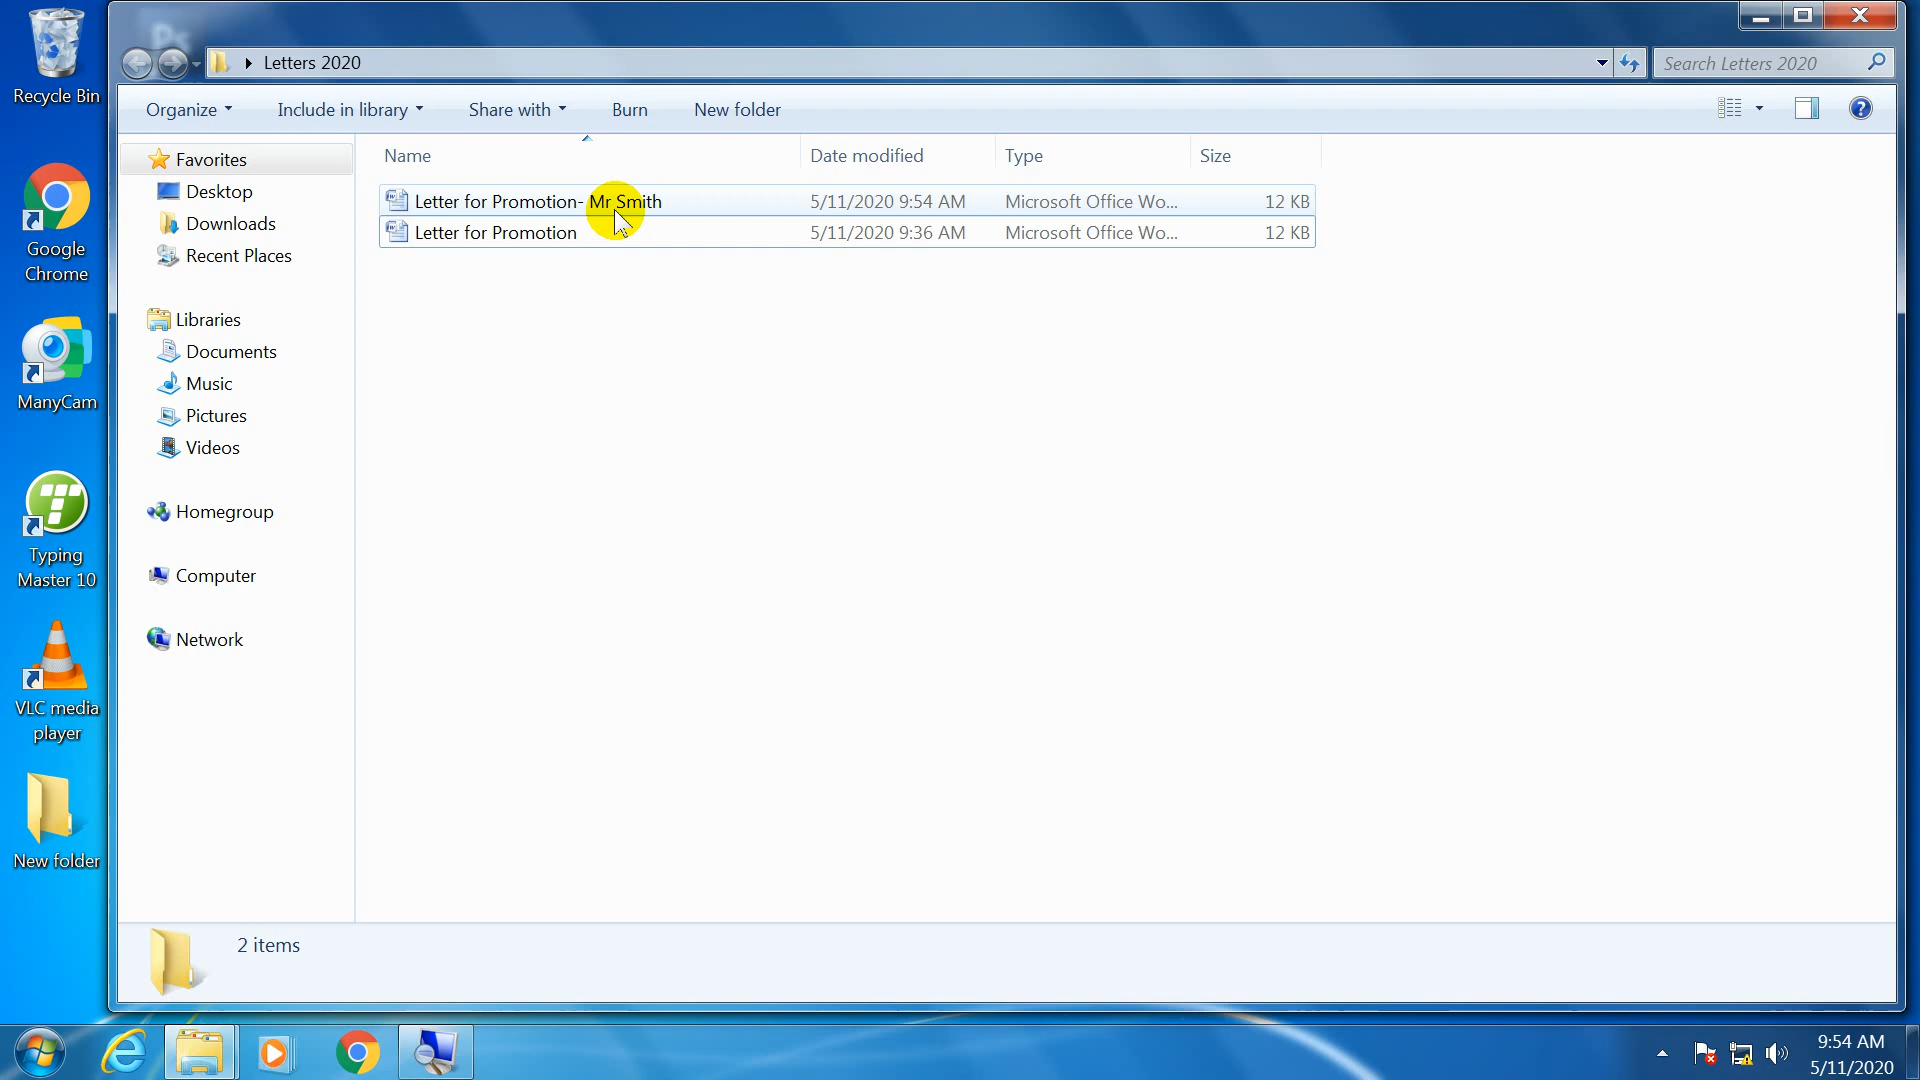 Recycle Bin
Google
Chrome
ManyCam
Typing
Master 10
VLC media
player
New folder
Letters 2020
Search Letters 2020
Organize
Include in library
Share with
Burn
New folder
Name
Date modified
Type
Size
Favorites
Desktop
Downloads
Recent Places
Libraries
Documents
Music
Pictures
Videos
Homegroup
Computer
Network
Letter for Promotion- Mr Smith 5/11/2020 9:54 AM Microsoft Office Wo... 12 KB
Letter for Promotion 5/11/2020 9:36 AM Microsoft Office Wo... 12 KB
2 items
9:54 AM
5/11/2020